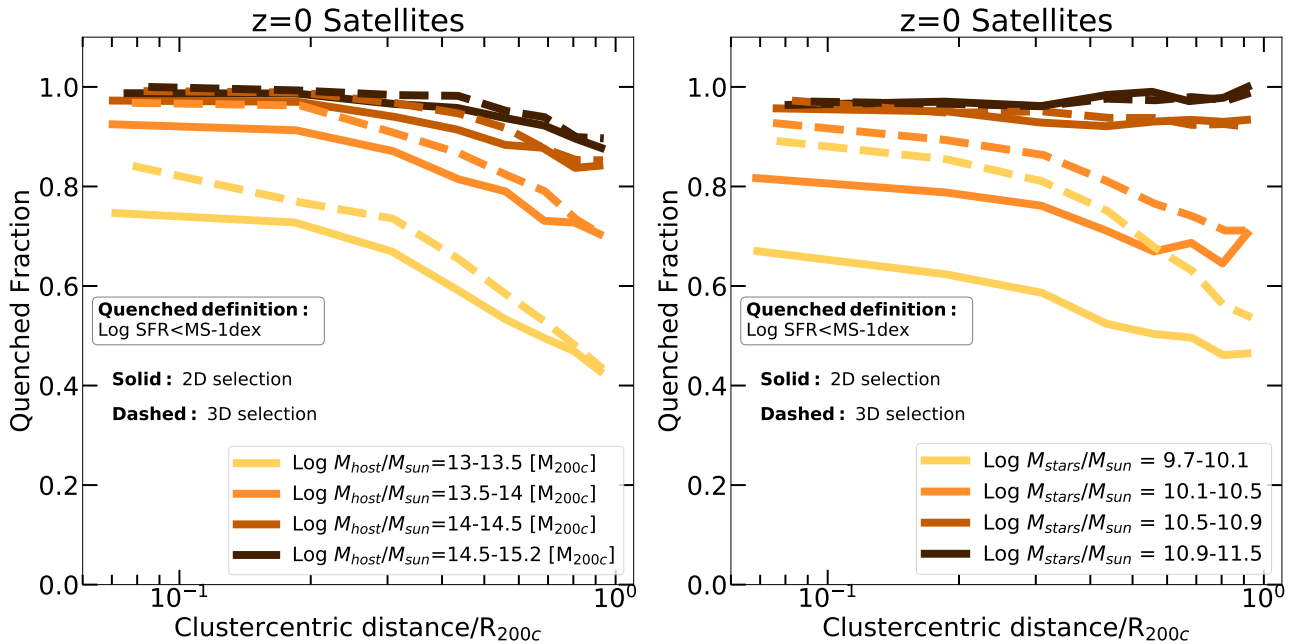 z=0 Satellites
1.0
0.8
0.6
0.4
0.2
0.0
Quenched Fraction
Quenched definition :
Log SFR<MS-1dex
Solid : 2D selection
Dashed : 3D selection
Log M_host/M_sun=13-13.5 [M_200c]
Log M_host/M_sun=13.5-14 [M_200c]
Log M_host/M_sun=14-14.5 [M_200c]
Log M_host/M_sun=14.5-15.2 [M_200c]
10^−1
10^0
Clustercentric distance/R_200c
z=0 Satellites
1.0
0.8
0.6
0.4
0.2
0.0
Quenched Fraction
Quenched definition :
Log SFR<MS-1dex
Solid : 2D selection
Dashed : 3D selection
Log M_stars/M_sun = 9.7-10.1
Log M_stars/M_sun = 10.1-10.5
Log M_stars/M_sun = 10.5-10.9
Log M_stars/M_sun = 10.9-11.5
10^−1
10^0
Clustercentric distance/R_200c